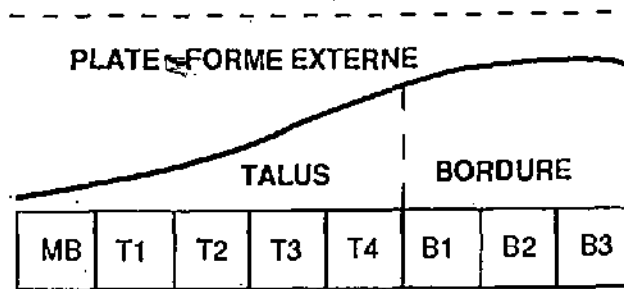 PLATE-FORME EXTERNE
TALUS BORDURE
MB T1 T2 T3 T4 B1 B2 B3